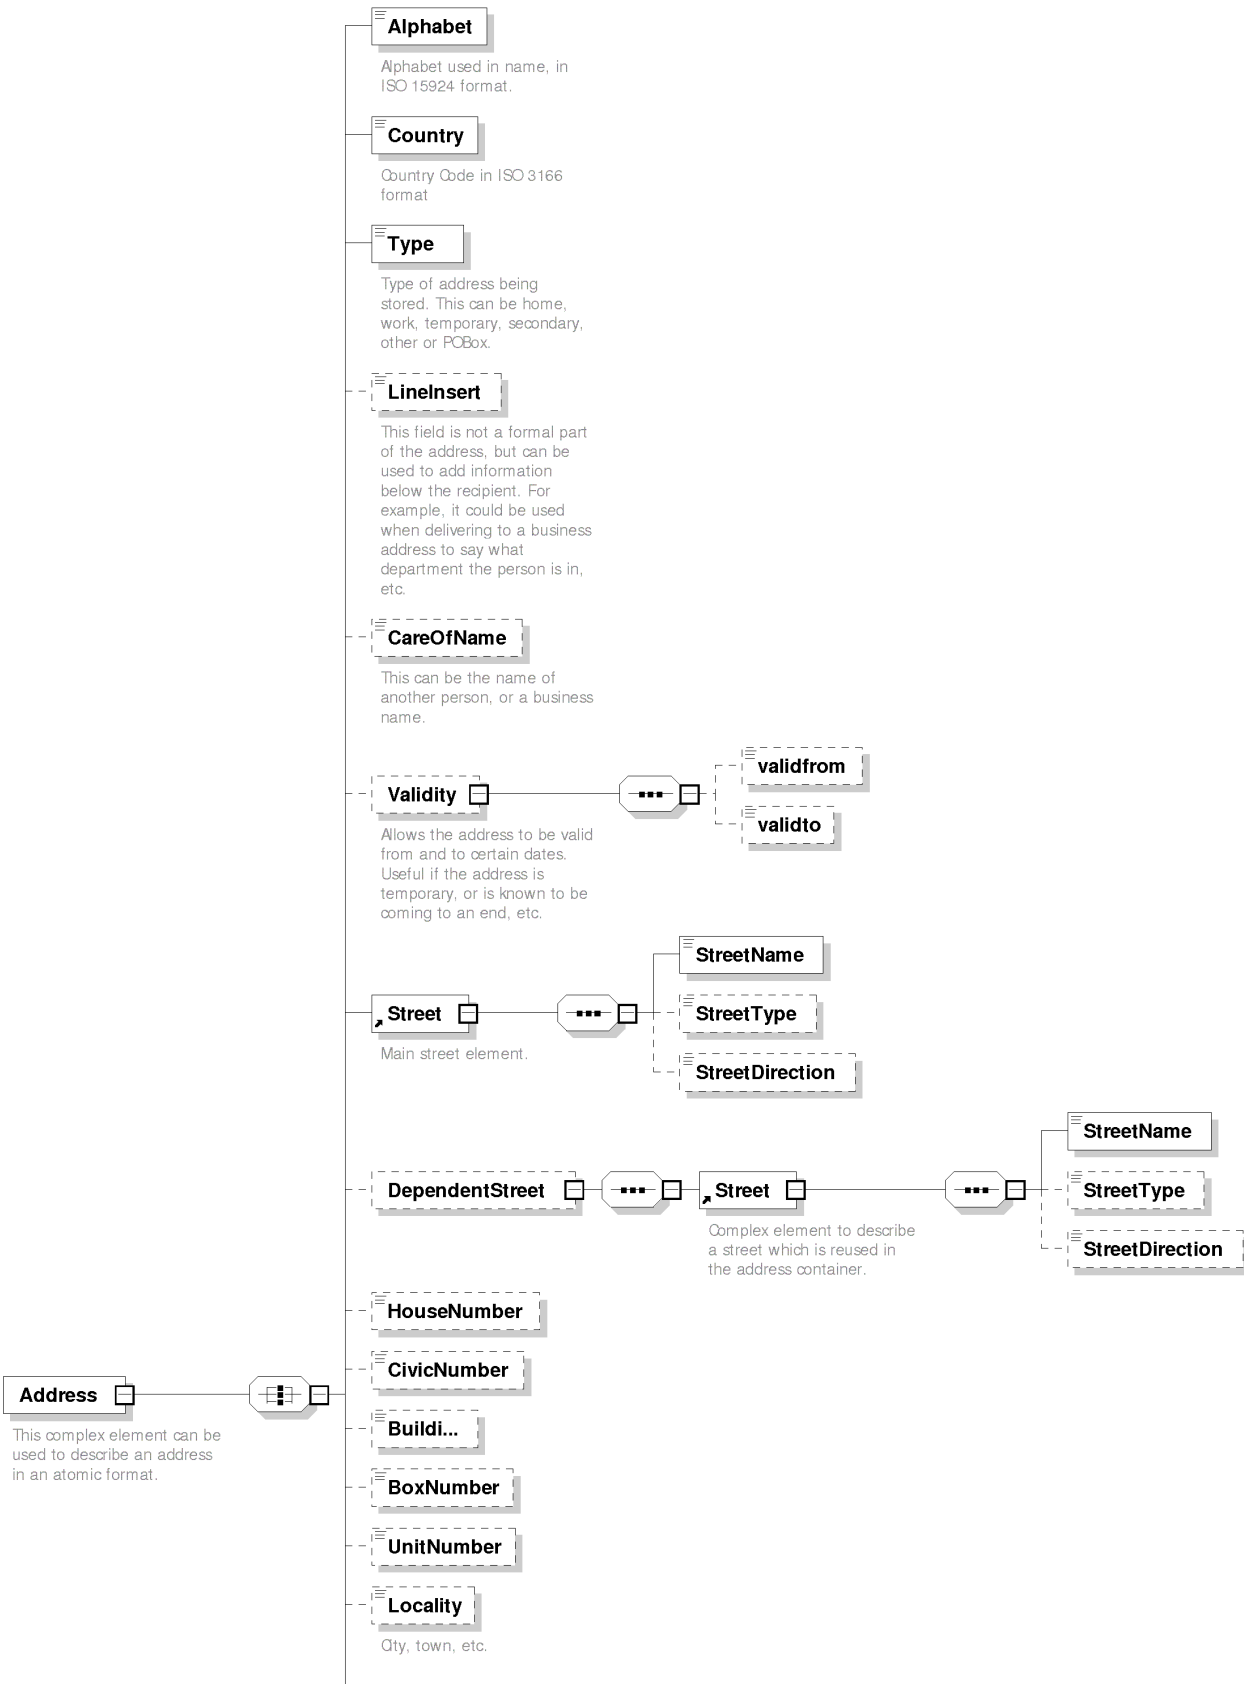 Alphabet
Alphabet used in name, in
ISO 15924 format.
Country
Country Code in ISO 3166
format
Type
Type of address being
stored. This can be home,
work, temporary, secondary,
other or POBox.
LineInsert
This field is not a formal part
of the address, but can be
used to add information
below the recipient. For
example, it could be used
when delivering to a business
address to say what
department the person is in,
etc.
CareOfName
This can be the name of
another person, or a business
name.
validfrom
Validity
validto
Allows the address to be valid
from and to certain dates.
Useful if the address is
temporary, or is known to be
coming to an end, etc.
StreetName
Street
StreetType
Main street element.
StreetDirection
StreetName
DependentStreet
Street
StreetType
Complex element to describe
a street which is reused in
the address container.
StreetDirection
HouseNumber
CivicNumber
Address
This complex element can be
used to describe an address
in an atomic format.
Buildi...
BoxNumber
UnitNumber
Locality
City, town, etc.